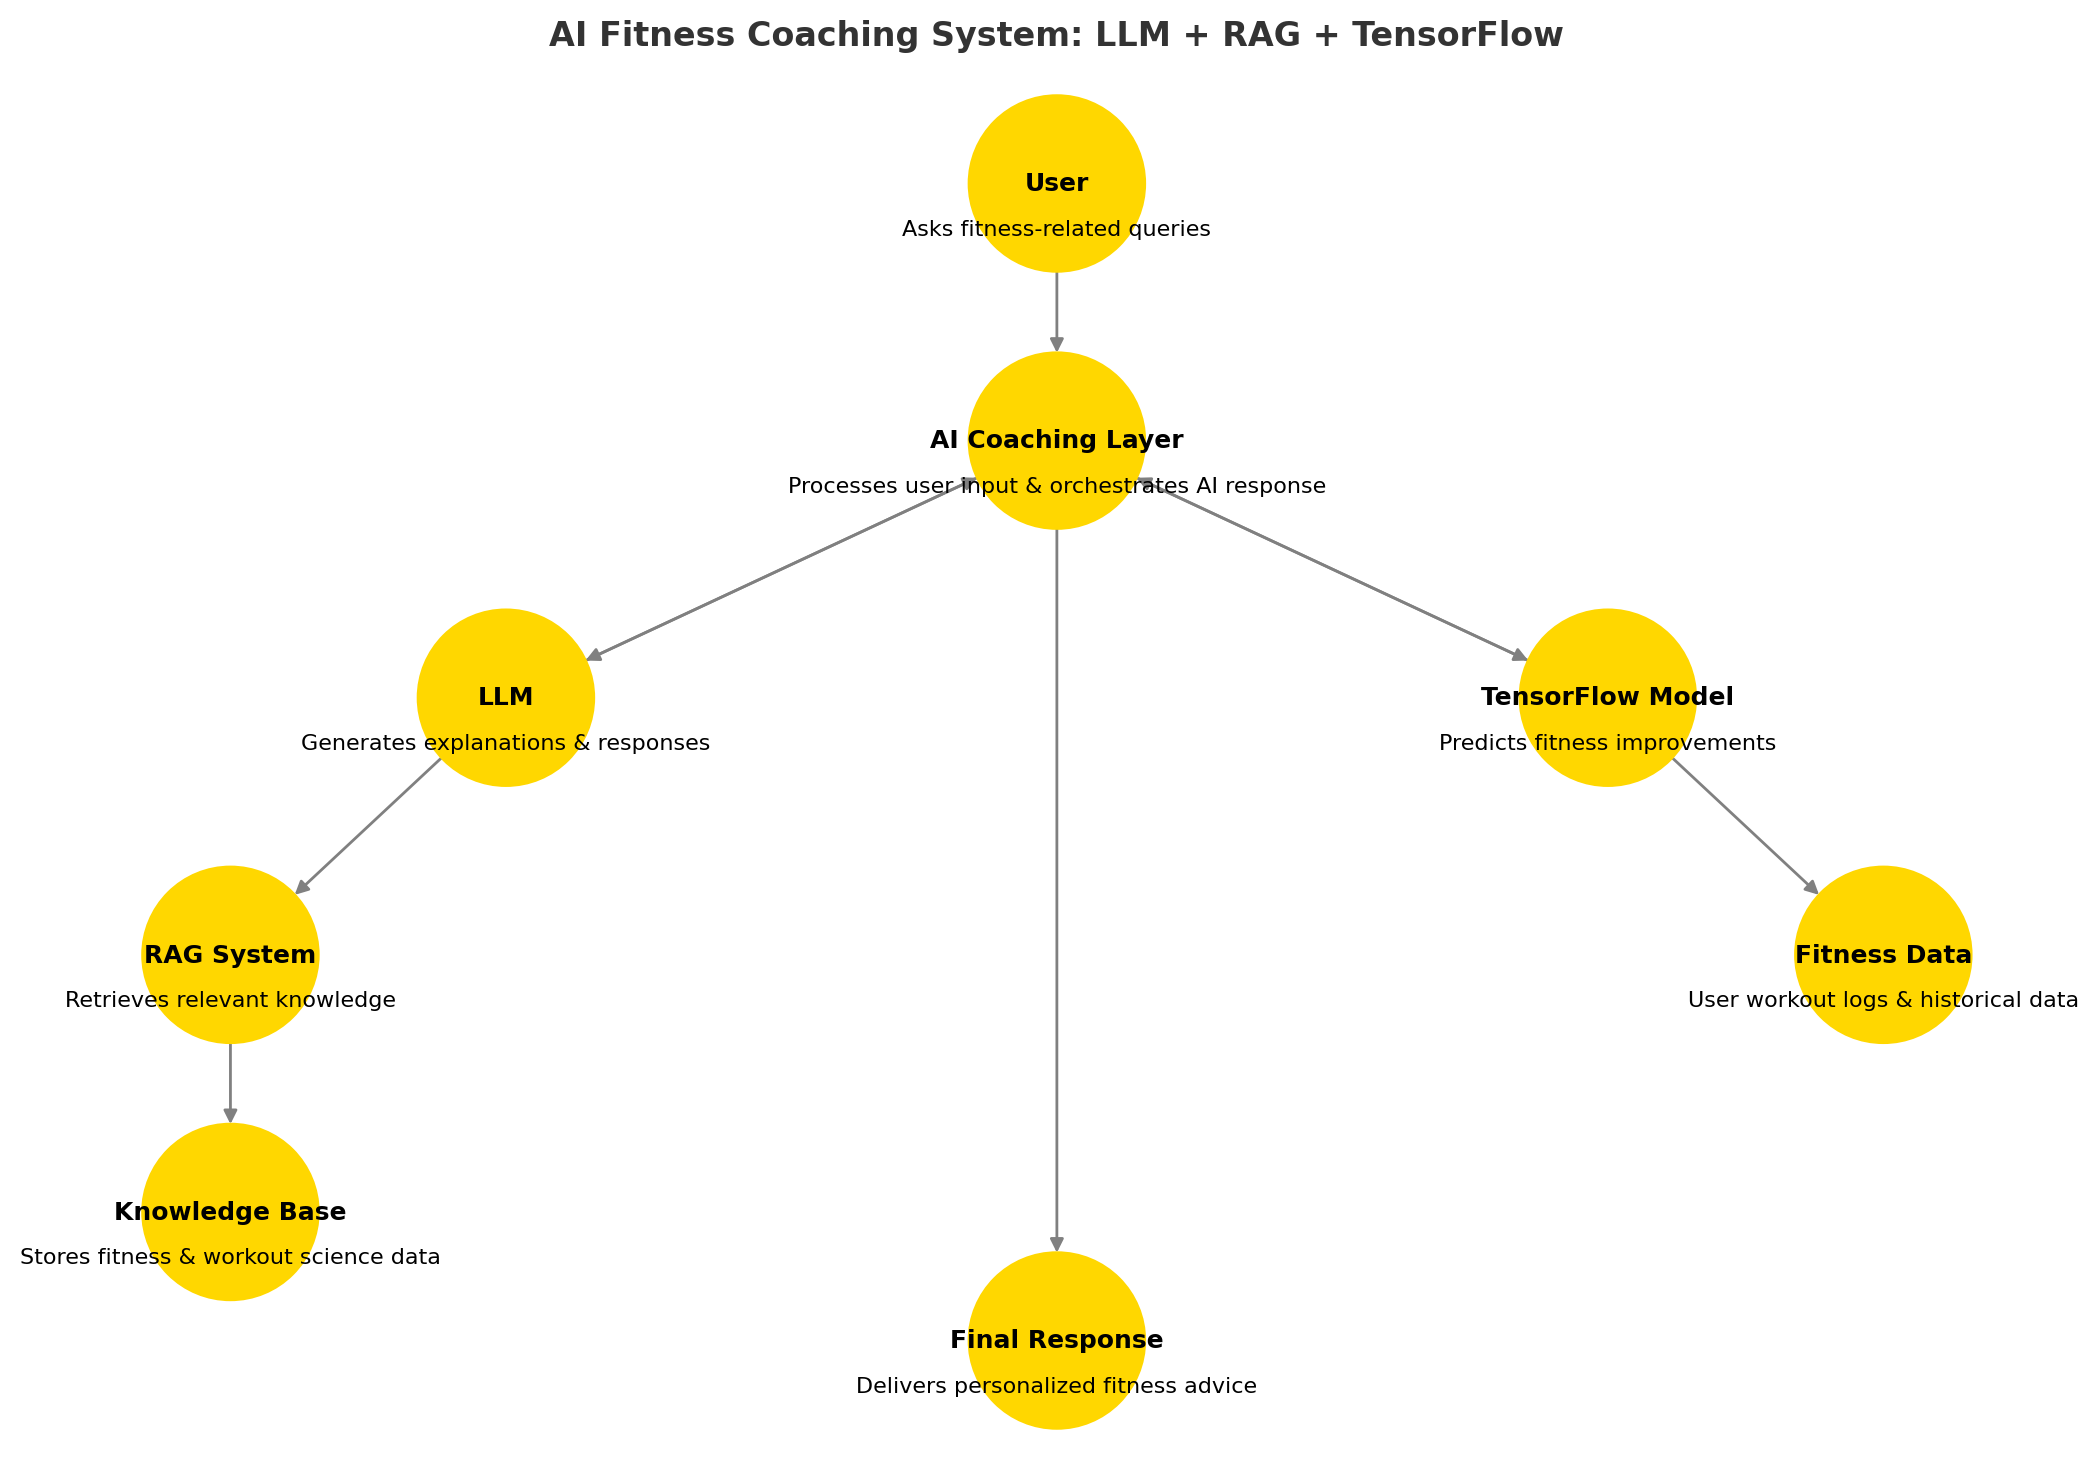 AI Fitness Coaching System: LLM + RAG + TensorFlow
User
Asks fitness-related queries
AI Coaching Layer
Processes user input & orchestrates AI response
LLM
Generates explanations & responses
TensorFlow Model
Predicts fitness improvements
RAG System
Retrieves relevant knowledge
Fitness Data
User workout logs & historical data
Knowledge Base
Stores fitness & workout science data
Final Response
Delivers personalized fitness advice